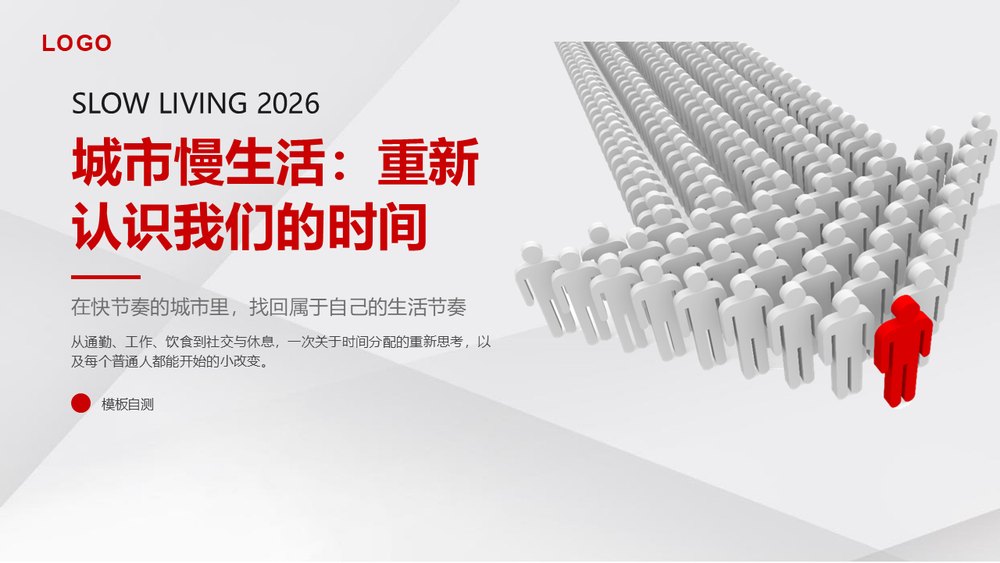 LOGO
SLOW LIVING 2026
城市慢生活：重新
认识我们的时间
在快节奏的城市里，找回属于自己的生活节奏
从通勤、工作、饮食到社交与休息，一次关于时间分配的重新思考，以
及每个普通人都能开始的小改变。
模板自测